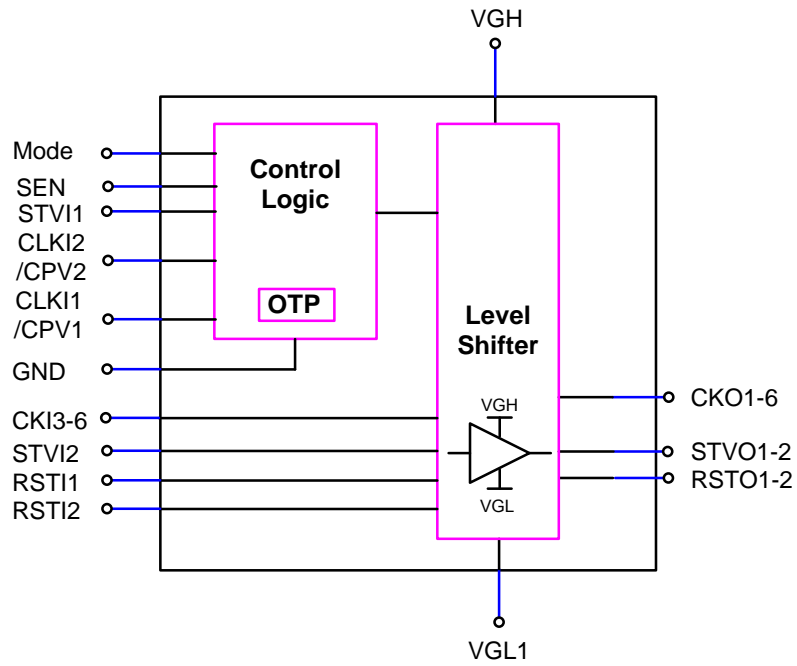 VGH
Mode
SEN
STVI1
CLKI2
/CPV2
CLKI1
/CPV1
GND
CKI3-6
STVI2
RSTI1
RSTI2
Control
Logic
OTP
Level
Shifter
VGH
VGL
CKO1-6
STVO1-2
RSTO1-2
VGL1